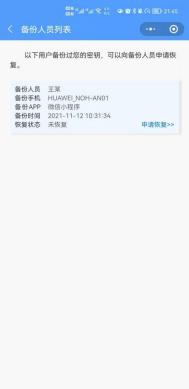 21:45
备份人员列表
以下用户备份过您的密钥，可以向备份人员申请恢
复。
备份人员 王某
备份手机 HUAWEI_NOH-AN01
备份APP 微信小程序
备份时间 2021-11-12 10:31:34
恢复状态 未恢复 申请恢复>>